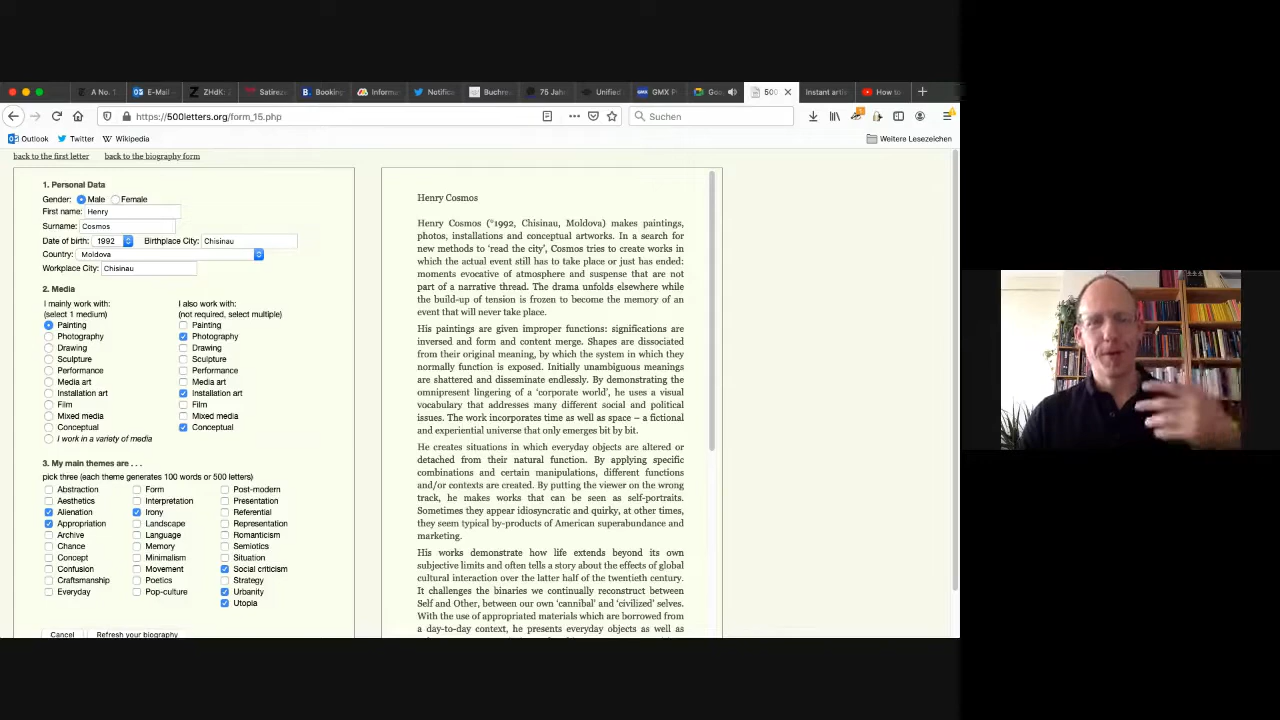 A No. 1
E-Mail —
ZHdK: Z
Satirez
Booking
Inform
Notifica
Buchre
75 Jahr
Unified
GMX P
Goo
500
Instant artis
How to
https://500letters.org/form_15.php
Suchen
Outlook Twitter Wikipedia Weitere Lesezeichen
back to the first letter back to the biography form
1. Personal Data
Gender: Male Female
First name: Henry
Surname: Cosmos
Date of birth: 1992 Birthplace City: Chisinau
Country: Moldova
Workplace City: Chisinau
2. Media
I mainly work with: I also work with:
(select 1 medium) (not required, select multiple)
Painting Painting
Photography Photography
Drawing Drawing
Sculpture Sculpture
Performance Performance
Media art Media art
Installation art Installation art
Film Film
Mixed media Mixed media
Conceptual Conceptual
I work in a variety of media
3. My main themes are . . .
pick three (each theme generates 100 words or 500 letters)
Abstraction Form Post-modern
Aesthetics Interpretation Presentation
Alienation Irony Referential
Appropriation Landscape Representation
Archive Language Romanticism
Chance Memory Semiotics
Concept Minimalism Situation
Confusion Movement Social criticism
Craftsmanship Poetics Strategy
Everyday Pop-culture Urbanity
Utopia
Cancel Refresh your biography
Henry Cosmos
Henry Cosmos (°1992, Chisinau, Moldova) makes paintings,
photos, installations and conceptual artworks. In a search for
new methods to ‘read the city’, Cosmos tries to create works in
which the actual event still has to take place or just has ended:
moments evocative of atmosphere and suspense that are not
part of a narrative thread. The drama unfolds elsewhere while
the build-up of tension is frozen to become the memory of an
event that will never take place.
His paintings are given improper functions: significations are
inversed and form and content merge. Shapes are dissociated
from their original meaning, by which the system in which they
normally function is exposed. Initially unambiguous meanings
are shattered and disseminate endlessly. By demonstrating the
omnipresent lingering of a ‘corporate world’, he uses a visual
vocabulary that addresses many different social and political
issues. The work incorporates time as well as space – a fictional
and experiential universe that only emerges bit by bit.
He creates situations in which everyday objects are altered or
detached from their natural function. By applying specific
combinations and certain manipulations, different functions
and/or contexts are created. By putting the viewer on the wrong
track, he makes works that can be seen as self-portraits.
Sometimes they appear idiosyncratic and quirky, at other times,
they seem typical by-products of American superabundance and
marketing.
His works demonstrate how life extends beyond its own
subjective limits and often tells a story about the effects of global
cultural interaction over the latter half of the twentieth century.
It challenges the binaries we continually reconstruct between
Self and Other, between our own ‘cannibal’ and ‘civilized’ selves.
With the use of appropriated materials which are borrowed from
a day-to-day context, he presents everyday objects as well as